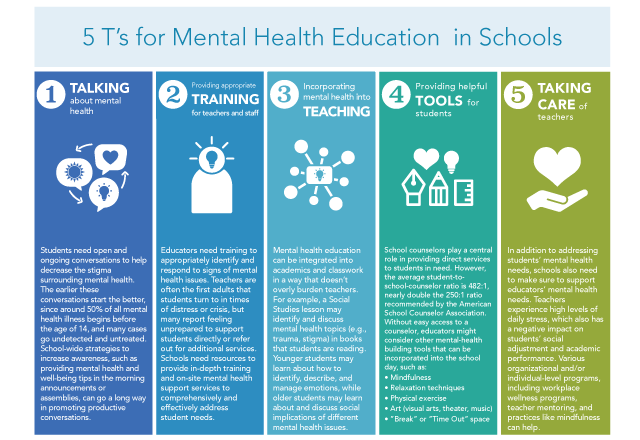 5 T's for Mental Health Education in Schools
1
TALKING
about mental
health
Students need open and
ongoing conversations to help
decrease the stigma
surrounding mental health.
The earlier these
conversations start the better,
since around 50% of all mental
health illness begins before
the age of 14, and many cases
go undetected and untreated.
School-wide strategies to
increase awareness, such as
providing mental health and
well-being tips in the morning
announcements or
assemblies, can go a long way
in promoting productive
conversations.
2
Providing appropriate
TRAINING
for teachers and staff
Educators need training to
appropriately identify and
respond to signs of mental
health issues. Teachers are
often the first adults that
students turn to in times
of distress or crisis, but
many report feeling
unprepared to support
students directly or refer
out for additional services.
Schools need resources to
provide in-depth training
and on-site mental health
support services to
comprehensively and
effectively address
student needs.
3
Incorporating
mental health into
TEACHING
Mental health education
can be integrated into
academics and classwork
in a way that doesn't
overly burden teachers.
For example, a Social
Studies lesson may
identify and discuss
mental health topics (e.g.,
trauma, stigma) in books
that students are reading.
Younger students may
learn about how to
identify, describe, and
manage emotions, while
older students may learn
about and discuss social
implications of different
mental health issues.
4
Providing helpful
TOOLS for
students
School counselors play a central
role in providing direct services
to students in need. However,
the average student-to-
school-counselor ratio is 482:1,
nearly double the 250:1 ratio
recommended by the American
School Counselor Association.
Without easy access to a
counselor, educators might
consider other mental-health
building tools that can be
incorporated into the school
day, such as:
• Mindfulness
• Relaxation techniques
• Physical exercise
• Art (visual arts, theater, music)
• "Break" or "Time Out" space
5
TAKING
CARE of
teachers
In addition to addressing
students' mental health
needs, schools also need
to make sure to support
educators' mental health
needs. Teachers
experience high levels of
daily stress, which also has
a negative impact on
students' social
adjustment and academic
performance. Various
organizational and/or
individual-level programs,
including workplace
wellness programs,
teacher mentoring, and
practices like mindfulness
can help.